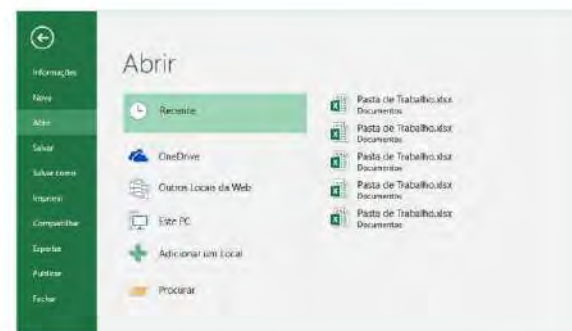 Informações
Novo
Abrir
Salvar
Salvar como
Imprimir
Compartilhar
Exportar
Publicar
Fechar
Abrir
Recente
OneDrive
Outros Locais da Web
Este PC
Adicionar um Local
Procurar
Pasta de Trabalho.xlsx
Documentos
Pasta de Trabalho.xlsx
Documentos
Pasta de Trabalho.xlsx
Documentos
Pasta de Trabalho.xlsx
Documentos
Pasta de Trabalho.xlsx
Documentos